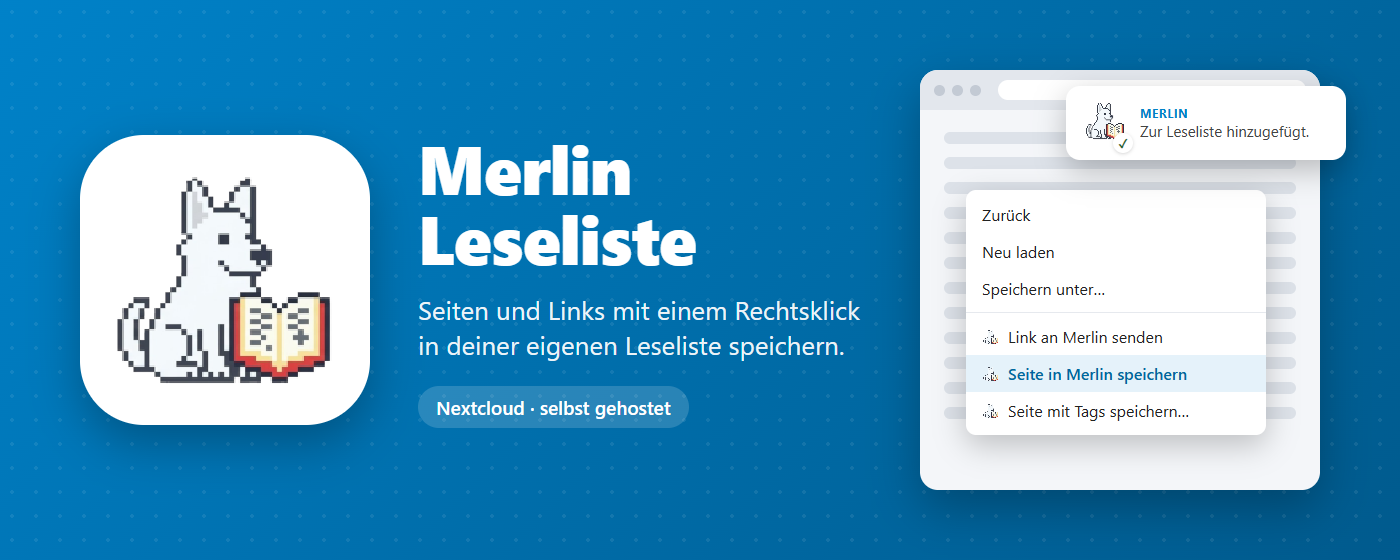 Merlin
Leseliste
Seiten und Links mit einem Rechtsklick
in deiner eigenen Leseliste speichern.
Nextcloud · selbst gehostet
MERLIN
Zur Leseliste hinzugefügt.
Zurück
Neu laden
Speichern unter...
Link an Merlin senden
Seite in Merlin speichern
Seite mit Tags speichern...